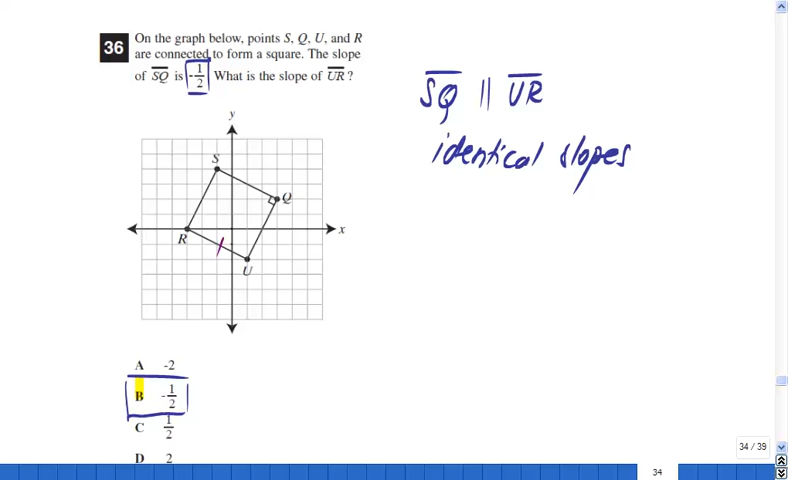 36 On the graph below, points S, Q, U, and R
are connected to form a square. The slope
of SQ is -1/2 What is the slope of UR?
SQ || UR
identical slopes
y
S
Q
x
R
U
A -2
B -1/2
C 1/2
D 2
34 / 39
34